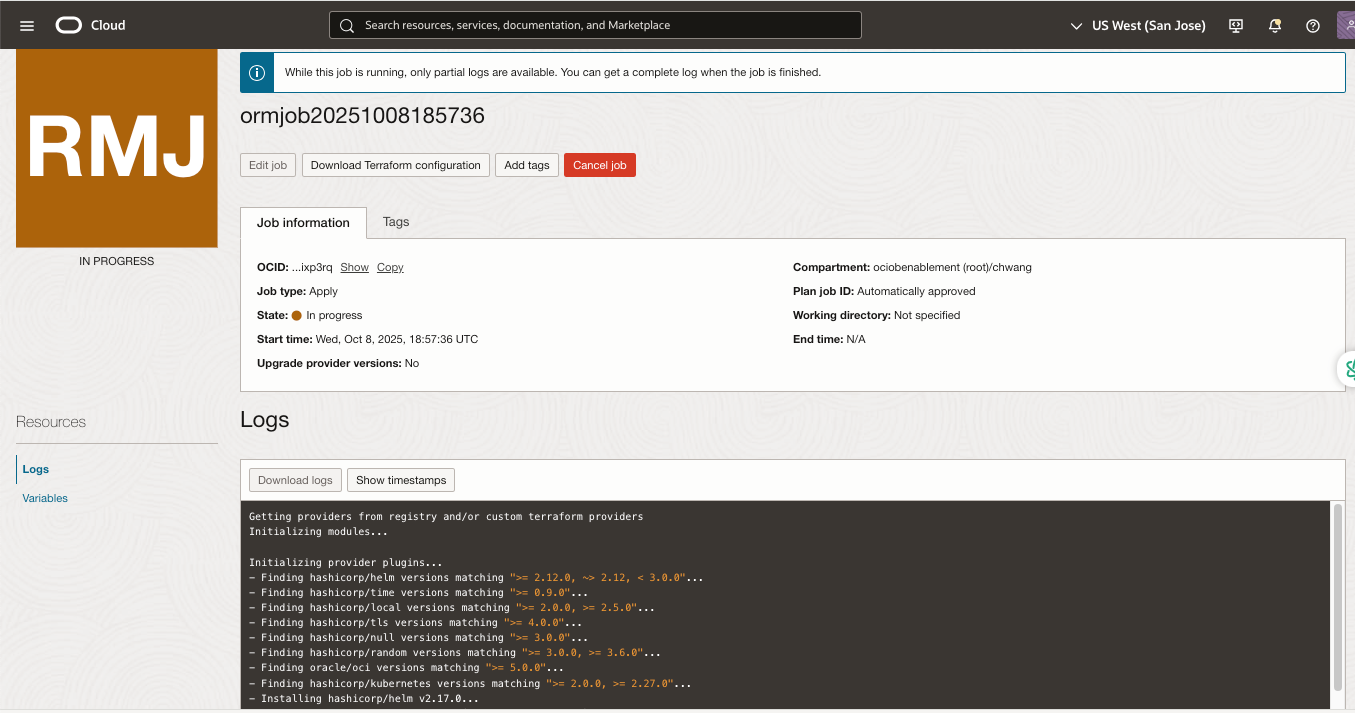 Cloud
Search resources, services, documentation, and Marketplace
US West (San Jose)
RMJ
IN PROGRESS
While this job is running, only partial logs are available. You can get a complete log when the job is finished.
ormjob20251008185736
Edit job
Download Terraform configuration
Add tags
Cancel job
Job information
Tags
OCID: ...ixp3rq Show Copy
Job type: Apply
State: In progress
Start time: Wed, Oct 8, 2025, 18:57:36 UTC
Upgrade provider versions: No
Compartment: ociobenablement (root)/chwang
Plan job ID: Automatically approved
Working directory: Not specified
End time: N/A
Resources
Logs
Variables
Logs
Download logs
Show timestamps
Getting providers from registry and/or custom terraform providers
Initializing modules...
Initializing provider plugins...
- Finding hashicorp/helm versions matching ">= 2.12.0, ~> 2.12, < 3.0.0"...
- Finding hashicorp/time versions matching ">= 0.9.0"...
- Finding hashicorp/local versions matching ">= 2.0.0, >= 2.5.0"...
- Finding hashicorp/tls versions matching ">= 4.0.0"...
- Finding hashicorp/null versions matching ">= 3.0.0"...
- Finding hashicorp/random versions matching ">= 3.0.0, >= 3.6.0"...
- Finding oracle/oci versions matching ">= 5.0.0"...
- Finding hashicorp/kubernetes versions matching ">= 2.0.0, >= 2.27.0"...
- Installing hashicorp/helm v2.17.0...